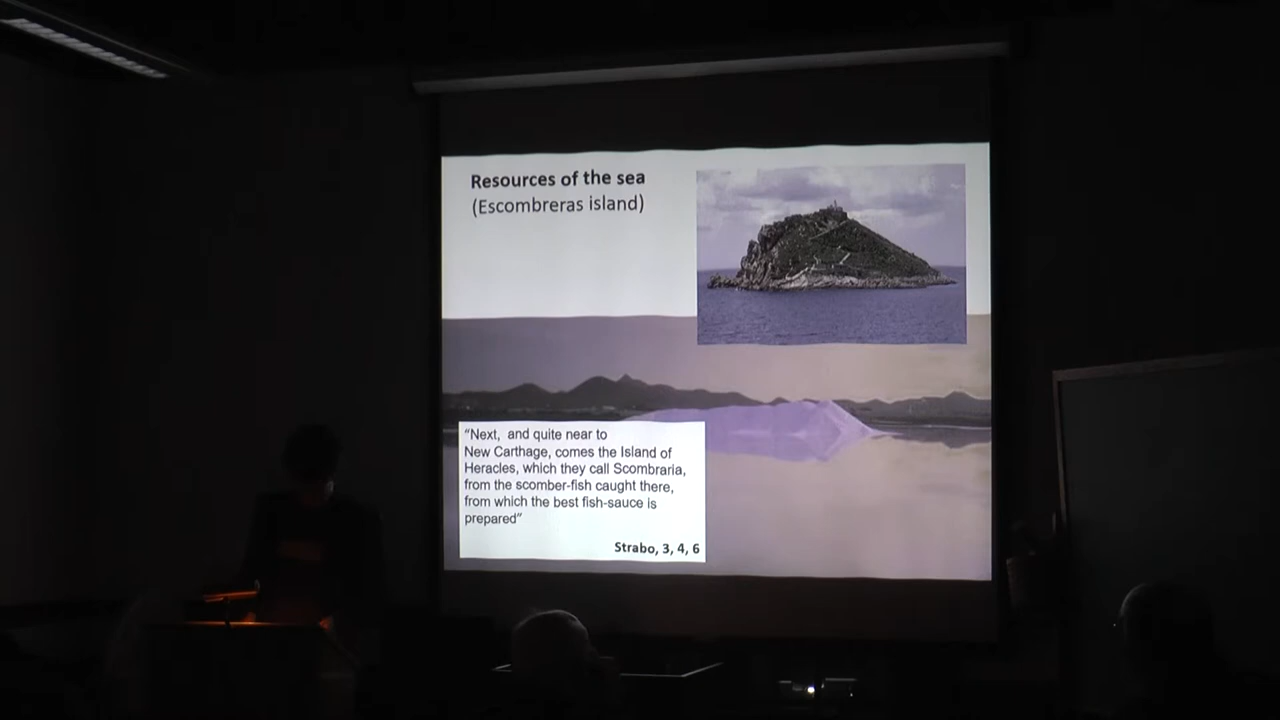 Resources of the sea
(Escombreras island)
“Next, and quite near to
New Carthage, comes the Island of
Heracles, which they call Scombraria,
from the scomber-fish caught there,
from which the best fish-sauce is
prepared”
Strabo, 3, 4, 6